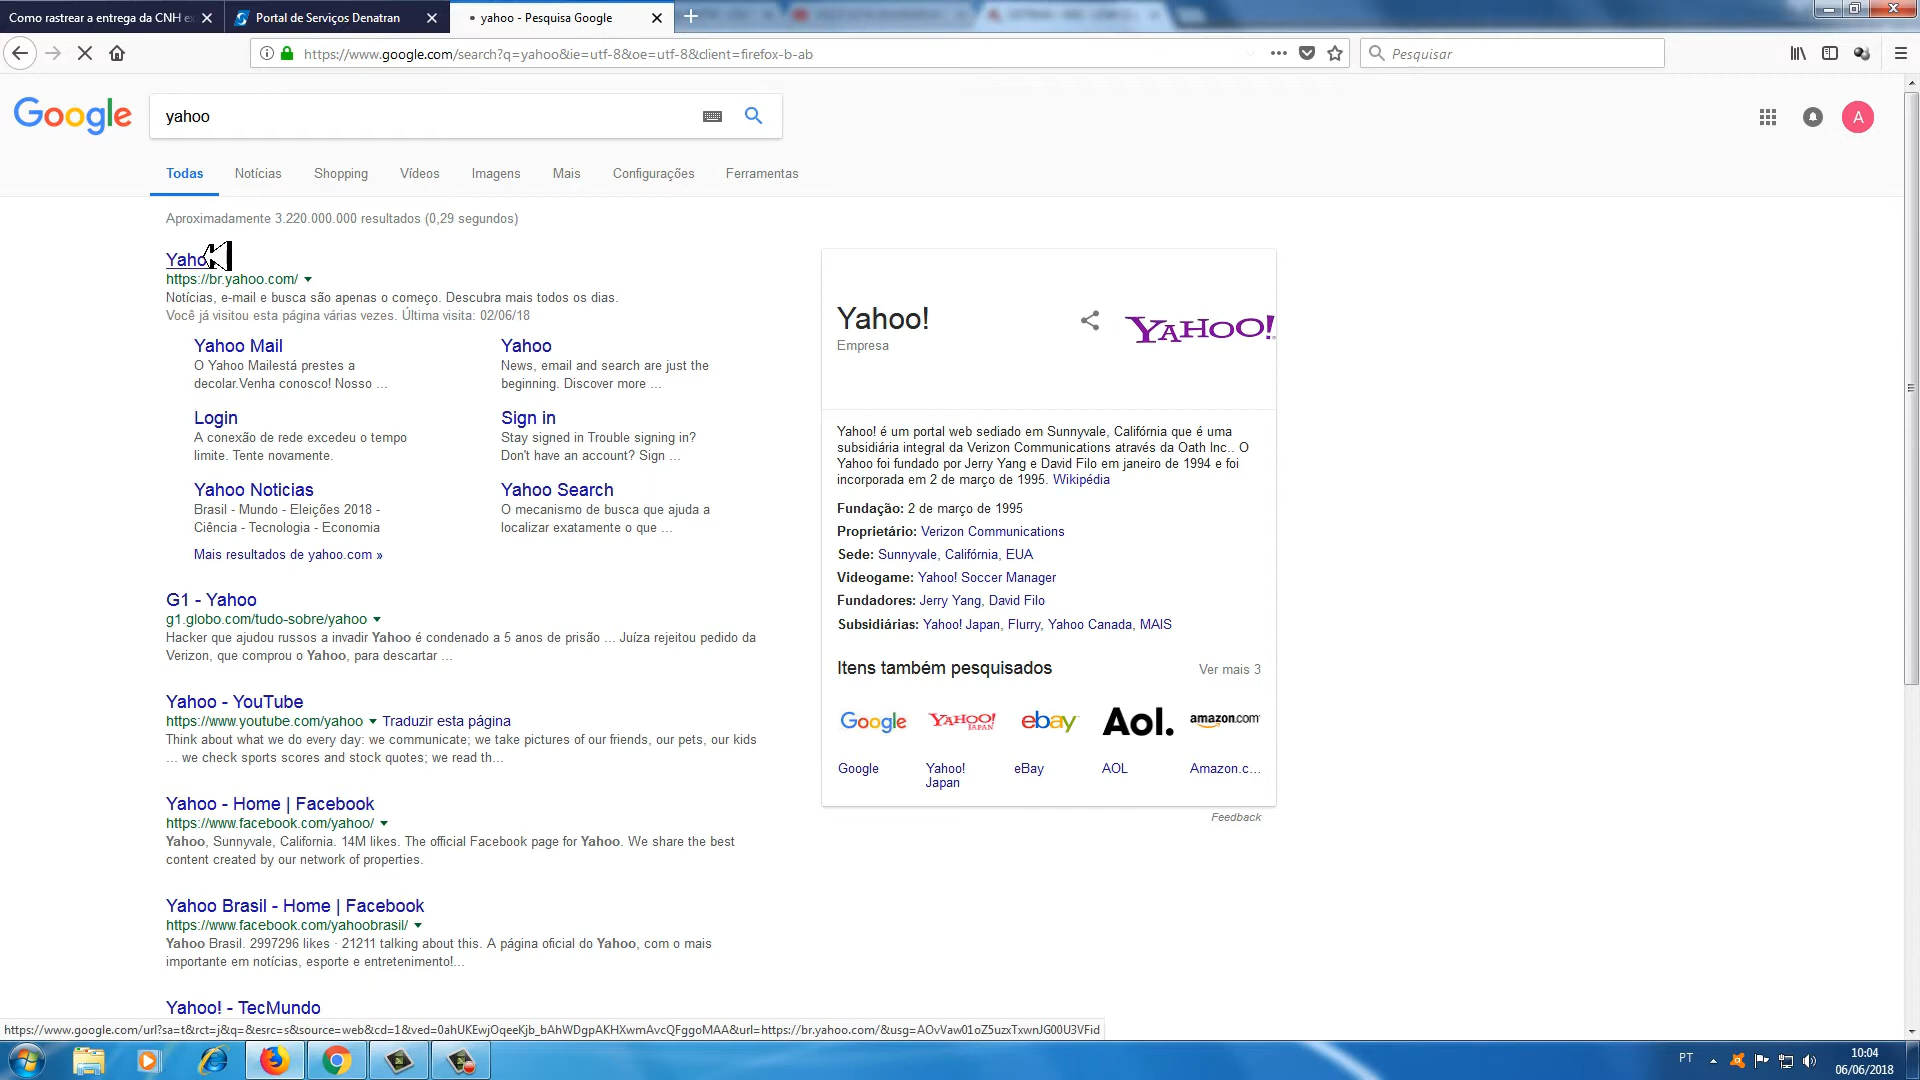 Como rastrear a entrega da CNH e
Portal de Serviços Denatran
yahoo - Pesquisa Google
https://www.google.com/search?q=yahoo&ie=utf-8&oe=utf-8&client=firefox-b-ab
Pesquisar
Google
yahoo
A
Todas
Notícias
Shopping
Vídeos
Imagens
Mais
Configurações
Ferramentas
Aproximadamente 3.220.000.000 resultados (0,29 segundos)
Yaho
https://br.yahoo.com/
Notícias, e-mail e busca são apenas o começo. Descubra mais todos os dias.
Você já visitou esta página várias vezes. Última visita: 02/06/18
Yahoo Mail
O Yahoo Mailestá prestes a
decolar.Venha conosco! Nosso ...
Yahoo
News, email and search are just the
beginning. Discover more ...
Login
A conexão de rede excedeu o tempo
limite. Tente novamente.
Sign in
Stay signed in Trouble signing in?
Don't have an account? Sign ...
Yahoo Noticias
Brasil - Mundo - Eleições 2018 -
Ciência - Tecnologia - Economia
Yahoo Search
O mecanismo de busca que ajuda a
localizar exatamente o que ...
Mais resultados de yahoo.com »
G1 - Yahoo
g1.globo.com/tudo-sobre/yahoo
Hacker que ajudou russos a invadir Yahoo é condenado a 5 anos de prisão ... Juíza rejeitou pedido da
Verizon, que comprou o Yahoo, para descartar ...
Yahoo - YouTube
https://www.youtube.com/yahoo Traduzir esta página
Think about what we do every day: we communicate; we take pictures of our friends, our pets, our kids
... we check sports scores and stock quotes; we read th...
Yahoo - Home | Facebook
https://www.facebook.com/yahoo/
Yahoo, Sunnyvale, California. 14M likes. The official Facebook page for Yahoo. We share the best
content created by our network of properties.
Yahoo Brasil - Home | Facebook
https://www.facebook.com/yahoobrasil/
Yahoo Brasil. 2997296 likes · 21211 talking about this. A página oficial do Yahoo, com o mais
importante em notícias, esporte e entretenimento!...
Yahoo! - TecMundo
Yahoo!
Empresa
YAHOO!
Yahoo! é um portal web sediado em Sunnyvale, Califórnia que é uma
subsidiária integral da Verizon Communications através da Oath Inc.. O
Yahoo foi fundado por Jerry Yang e David Filo em janeiro de 1994 e foi
incorporada em 2 de março de 1995. Wikipédia
Fundação: 2 de março de 1995
Proprietário: Verizon Communications
Sede: Sunnyvale, Califórnia, EUA
Videogame: Yahoo! Soccer Manager
Fundadores: Jerry Yang, David Filo
Subsidiárias: Yahoo! Japan, Flurry, Yahoo Canada, MAIS
Itens também pesquisados
Ver mais 3
Google
YAHOO! JAPAN
ebay
Aol.
amazon.com
Google
Yahoo!
Japan
eBay
AOL
Amazon.c...
Feedback
https://www.google.com/url?sa=t&rct=j&q=&esrc=s&source=web&cd=1&ved=0ahUKEwjOqeeKjb_bAhWDgpAKHXwmAvcQFggoMAA&url=https://br.yahoo.com/&usg=AOvVaw01oZ5uzxTxwnJG00U3VFid
PT
10:04
06/06/2018